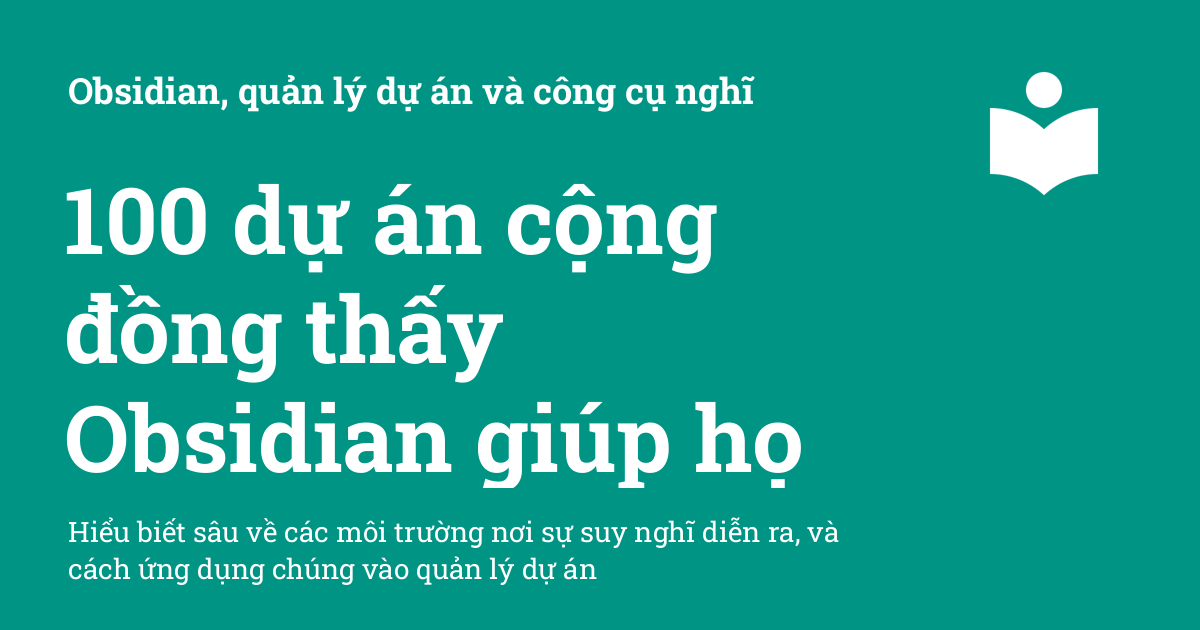 Obsidian, quản lý dự án và công cụ nghĩ
100 dự án cộng
đồng thấy
Obsidian giúp họ
Hiểu biết sâu về các môi trường nơi sự suy nghĩ diễn ra, và
cách ứng dụng chúng vào quản lý dự án